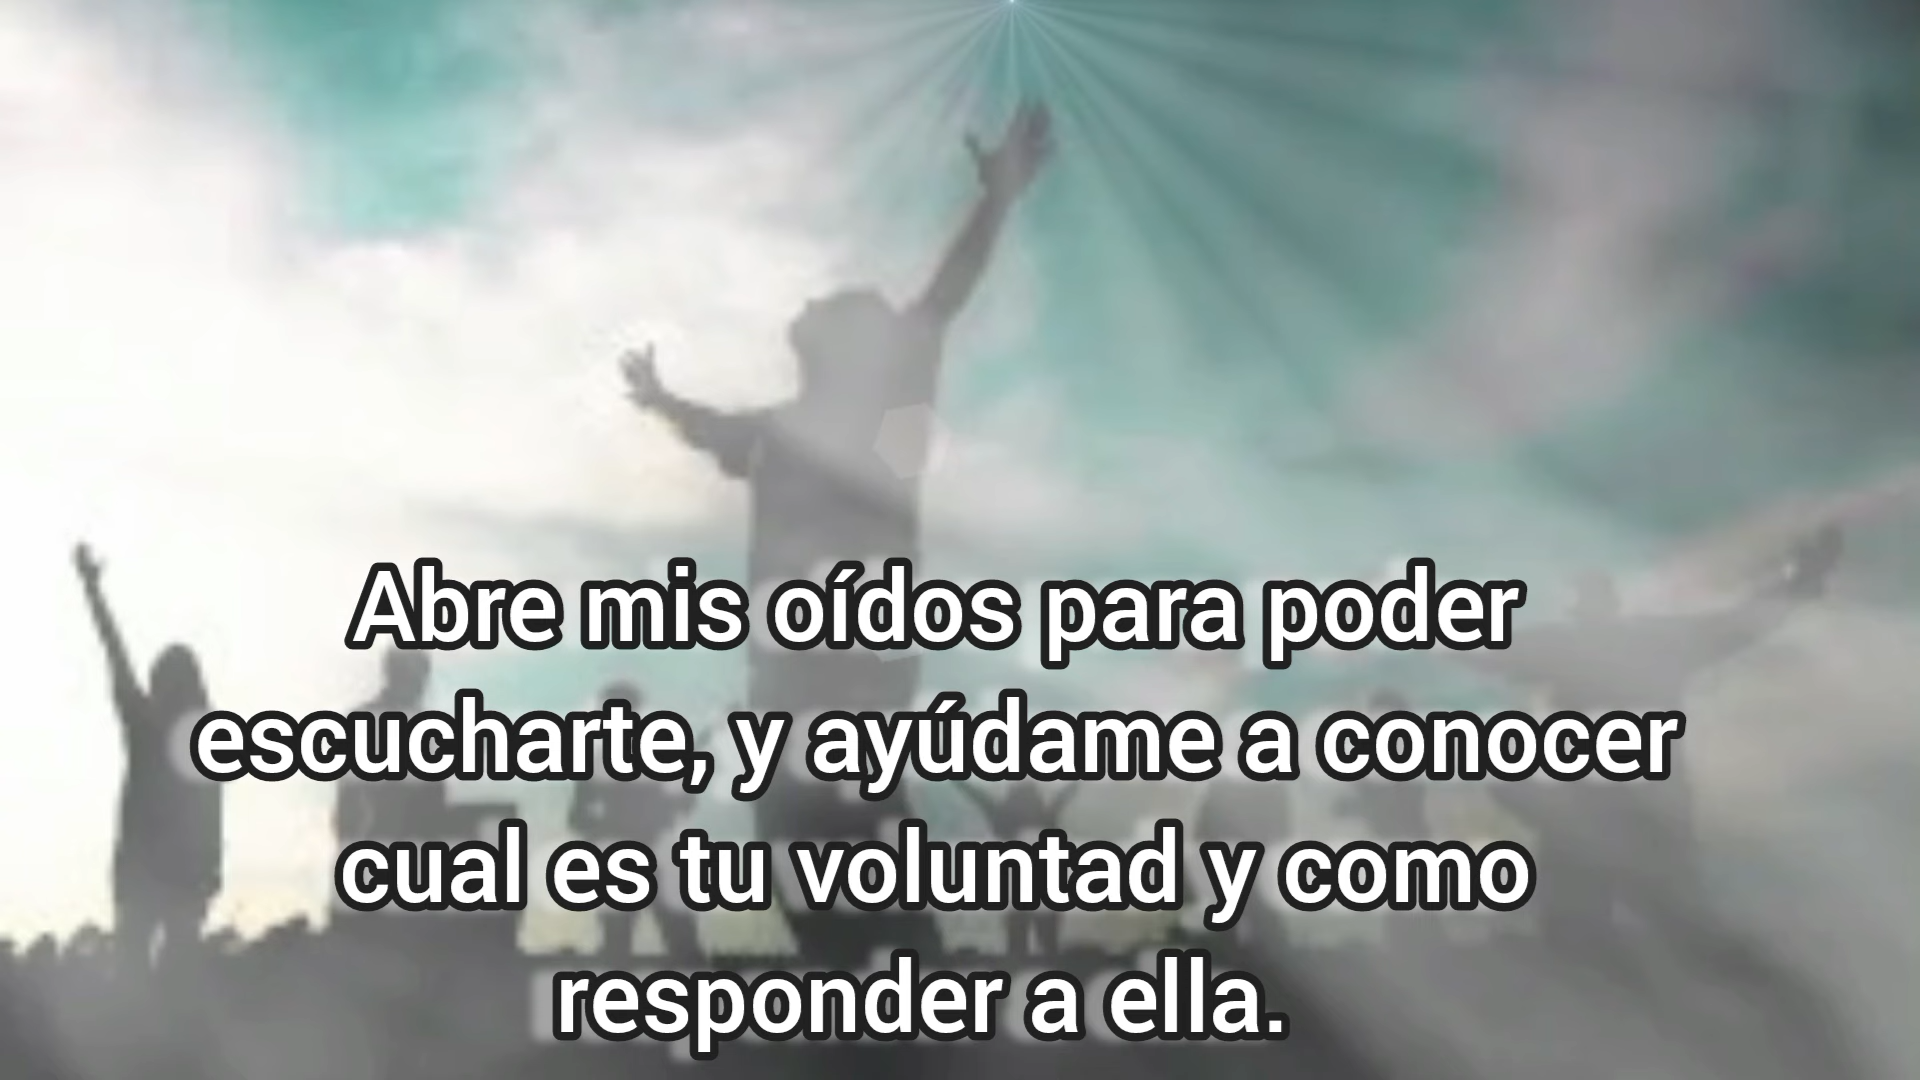 Abre mis oídos para poder
escucharte, y ayúdame a conocer
cual es tu voluntad y como
responder a ella.